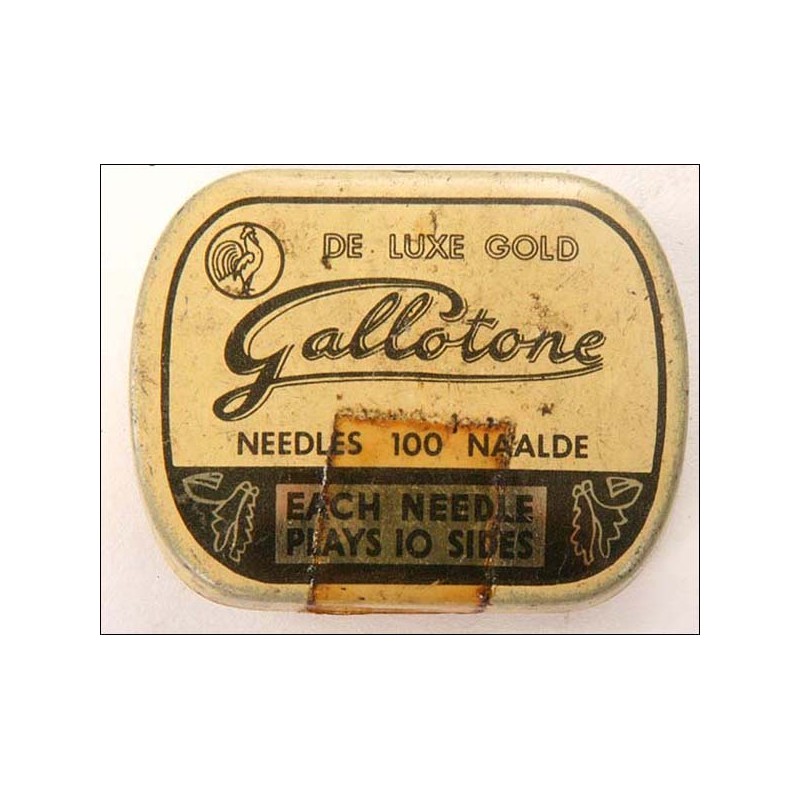 DE LUXE GOLD
Gallotone
NEEDLES 100 NAALDE
EACH NEEDLE
PLAYS 10 SIDES